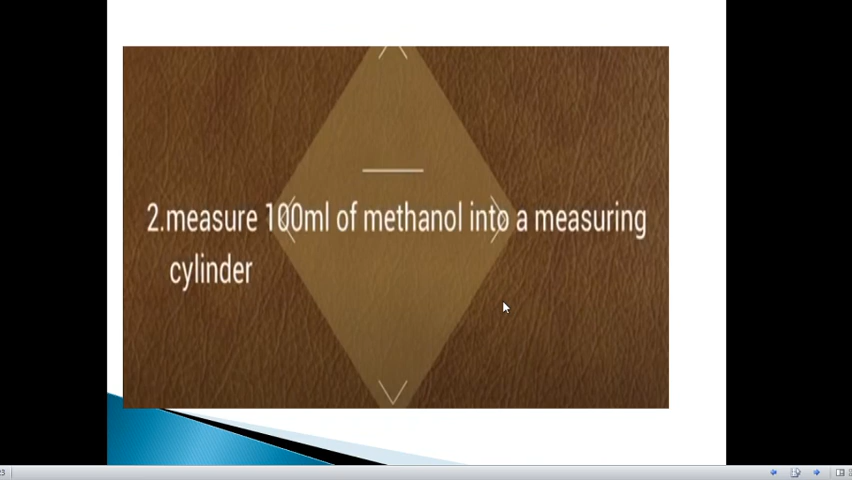 2.measure 100ml of methanol into a measuring
cylinder